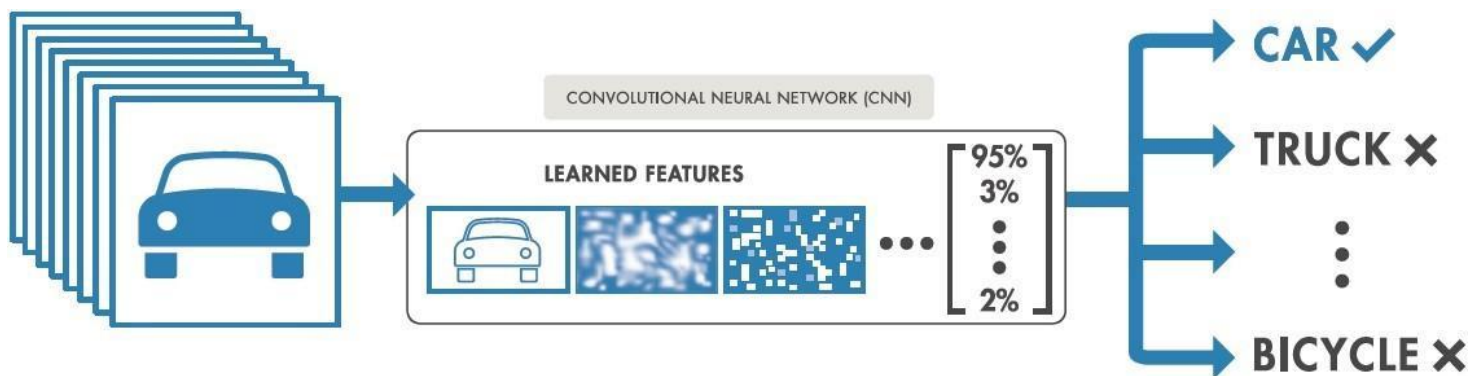 CONVOLUTIONAL NEURAL NETWORK (CNN)
LEARNED FEATURES
95%
3%
2%
CAR
TRUCK
BICYCLE